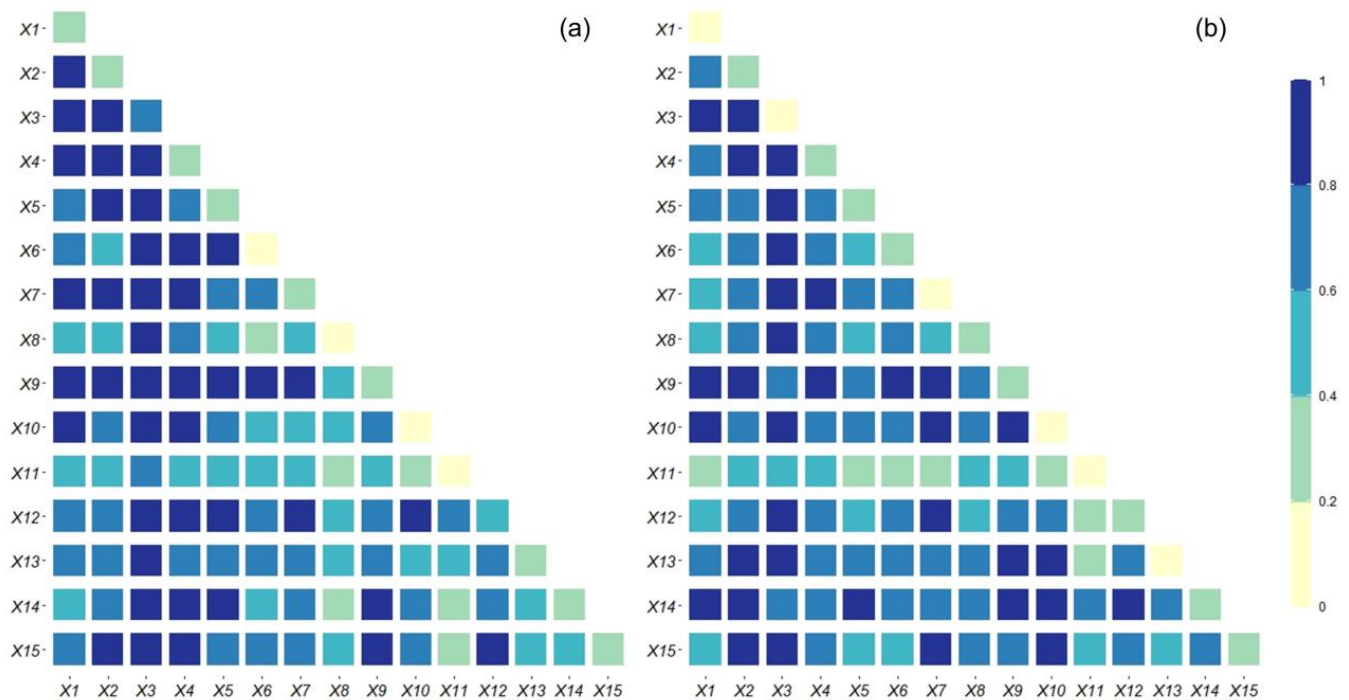 (a)
X1
X2
X3
X4
X5
X6
X7
X8
X9
X10
X11
X12
X13
X14
X15
X1 X2 X3 X4 X5 X6 X7 X8 X9 X10 X11 X12 X13 X14 X15
(b)
X1
X2
X3
X4
X5
X6
X7
X8
X9
X10
X11
X12
X13
X14
X15
X1 X2 X3 X4 X5 X6 X7 X8 X9 X10 X11 X12 X13 X14 X15
1
0.8
0.6
0.4
0.2
0